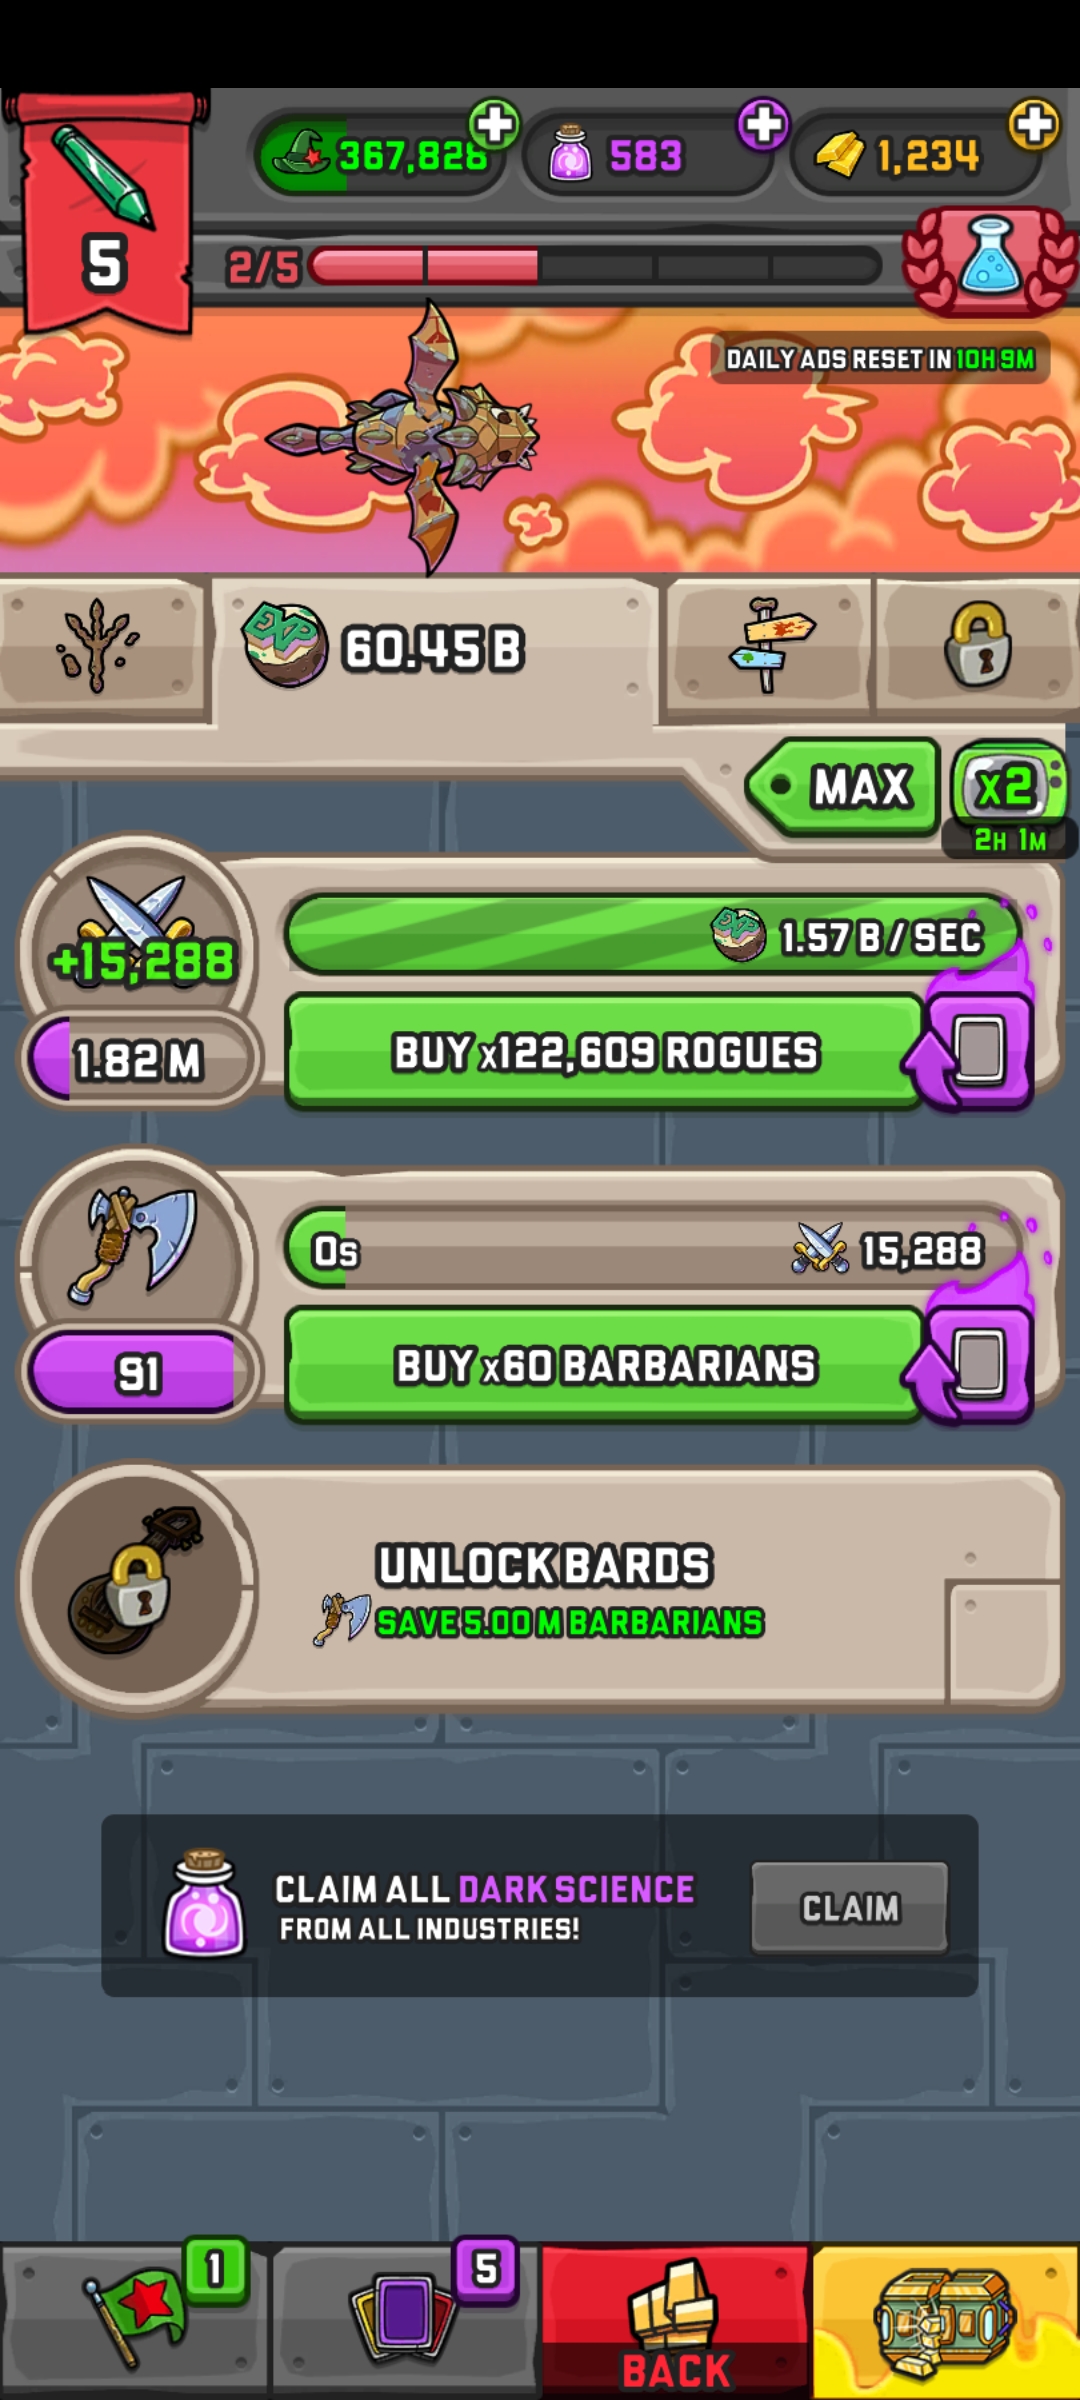 367,828
583
1,234
5
2/5
DAILY ADS RESET IN 10H 9M
EXP
60.45 B
MAX
x2
2H 1M
+15,288
EXP
1.57 B / SEC
1.82 M
BUY x122,609 ROGUES
0s
15,288
91
BUY x60 BARBARIANS
UNLOCK BARDS
SAVE 5.00 M BARBARIANS
CLAIM ALL DARK SCIENCE
FROM ALL INDUSTRIES!
CLAIM
1
5
BACK